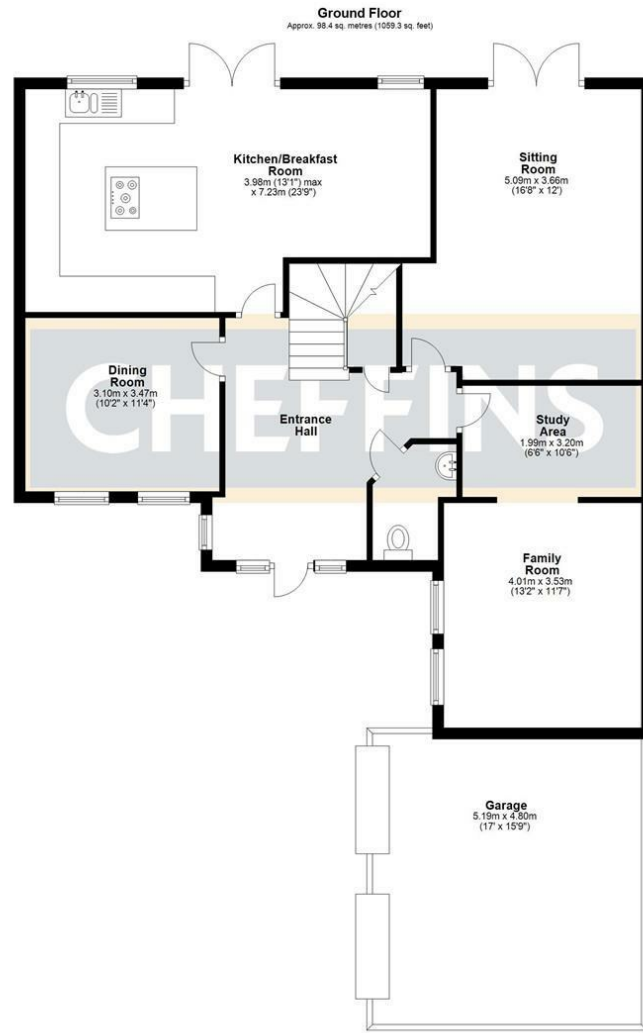 Ground Floor
Approx. 98.4 sq. metres (1059.3 sq. feet)
Kitchen/Breakfast
Room
3.98m (13'1") max
x 7.23m (23'9")
Sitting
Room
5.09m x 3.66m
(16'8" x 12')
Dining
Room
3.10m x 3.47m
(10'2" x 11'4")
CHEFFINS
Entrance
Hall
Study
Area
1.99m x 3.20m
(6'6" x 10'6")
Family
Room
4.01m x 3.53m
(13'2" x 11'7")
Garage
5.19m x 4.80m
(17' x 15'9")